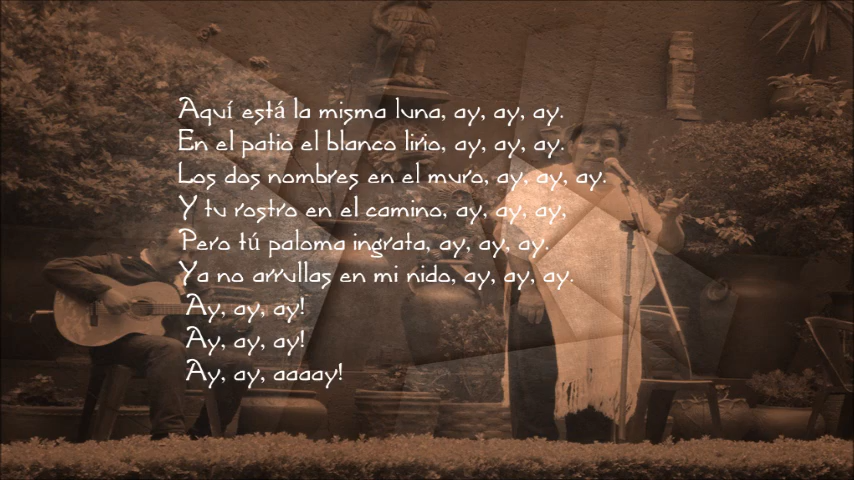 Aquí está la misma luna, ay, ay, ay.
En el patio el blanco lirio, ay, ay, ay.
Los dos nombres en el muro, ay, ay, ay.
Y tu rostro en el camino, ay, ay, ay,
Pero tú paloma ingrata, ay, ay, ay.
Ya no arrullas en mi nido, ay, ay, ay.
Ay, ay, ay!
Ay, ay, ay!
Ay, ay, aaaay!